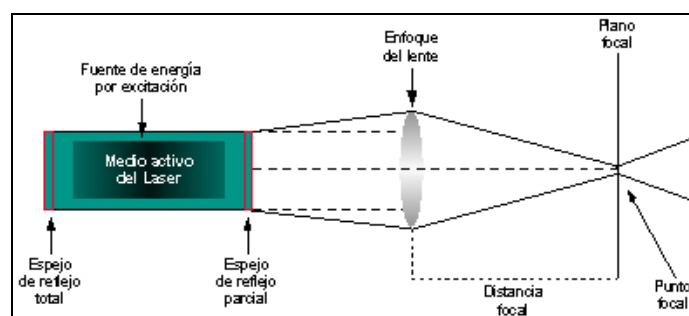 Plano
focal
Enfoque
del lente
Fuente de energía
por excitación
Medio activo
del Laser
Espejo
de reflejo
total
Espejo
de reflejo
parcial
Distancia
focal
Punto
focal